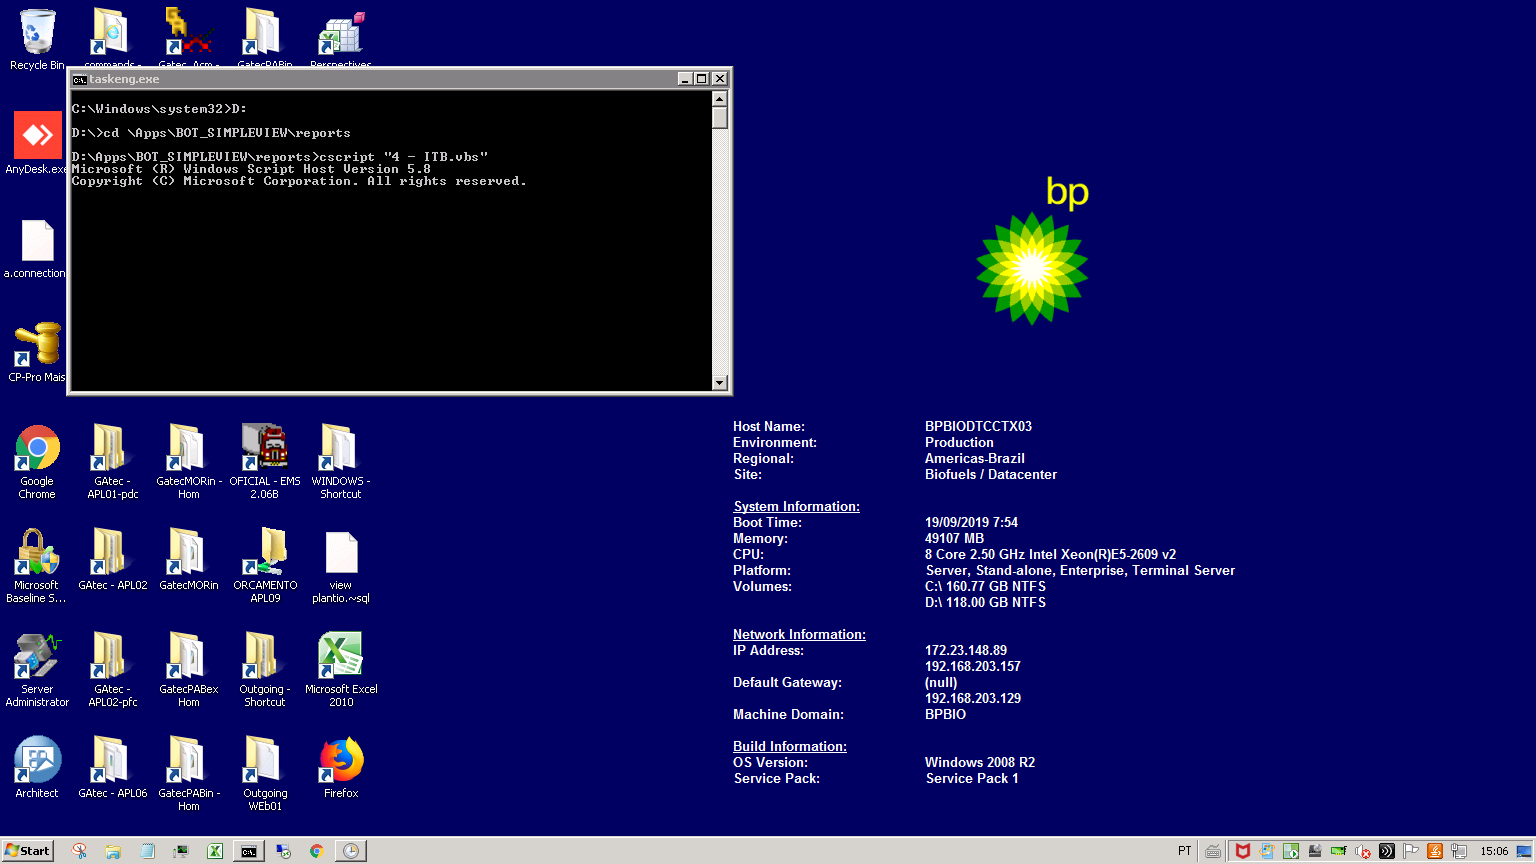 Recycle Bin
commands -
Gatec_Acm -
GatecPABin
Perspectives
taskeng.exe
C:\Windows\system32>D:
D:\>cd \Apps\BOT_SIMPLEVIEW\reports
D:\Apps\BOT_SIMPLEVIEW\reports>cscript "4 - ITB.vbs"
Microsoft (R) Windows Script Host Version 5.8
Copyright (C) Microsoft Corporation. All rights reserved.
AnyDesk.exe
a.connection
CP-Pro Mais
bp
Google
Chrome
GAtec -
APL01-pdc
GatecMORin -
Hom
OFICIAL - EMS
2.06B
WINDOWS -
Shortcut
Microsoft
Baseline S...
GAtec - APL02
GatecMORin
ORCAMENTO
APL09
view
plantio.~sql
Server
Administrator
GAtec -
APL02-pfc
GatecPABex
Hom
Outgoing -
Shortcut
Microsoft Excel
2010
Architect
GAtec - APL06
GatecPABin -
Hom
Outgoing
WEb01
Firefox
Host Name: BPBIODTCCTX03
Environment: Production
Regional: Americas-Brazil
Site: Biofuels / Datacenter
System Information:
Boot Time: 19/09/2019 7:54
Memory: 49107 MB
CPU: 8 Core 2.50 GHz Intel Xeon(R)E5-2609 v2
Platform: Server, Stand-alone, Enterprise, Terminal Server
Volumes: C:\ 160.77 GB NTFS
D:\ 118.00 GB NTFS
Network Information:
IP Address: 172.23.148.89
192.168.203.157
Default Gateway: (null)
192.168.203.129
Machine Domain: BPBIO
Build Information:
OS Version: Windows 2008 R2
Service Pack: Service Pack 1
Start
PT
15:06